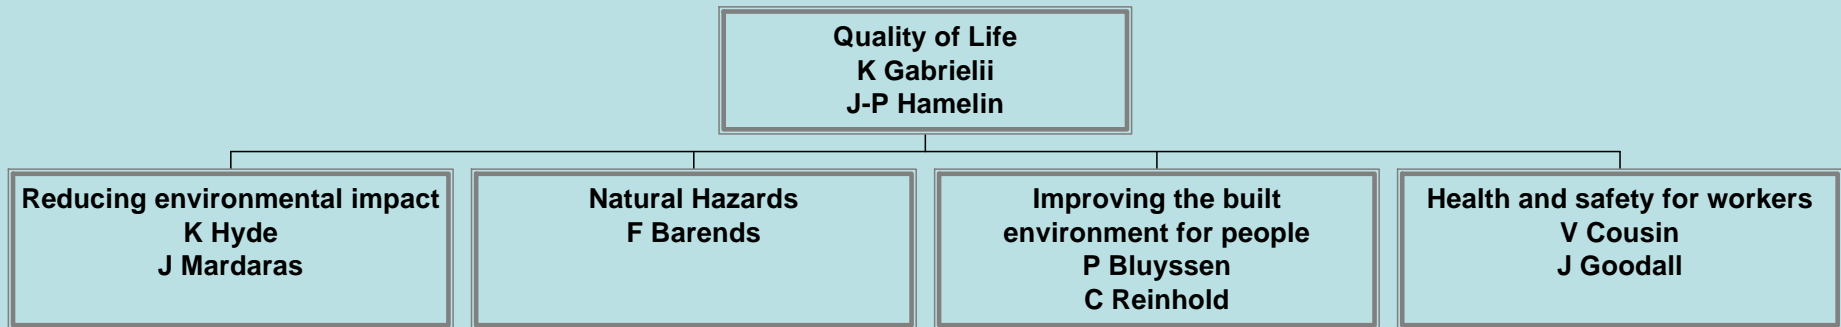 Quality of Life
K Gabrielii
J-P Hamelin
Reducing environmental impact
K Hyde
J Mardaras
Natural Hazards
F Barends
Improving the built
environment for people
P Bluyssen
C Reinhold
Health and safety for workers
V Cousin
J Goodall